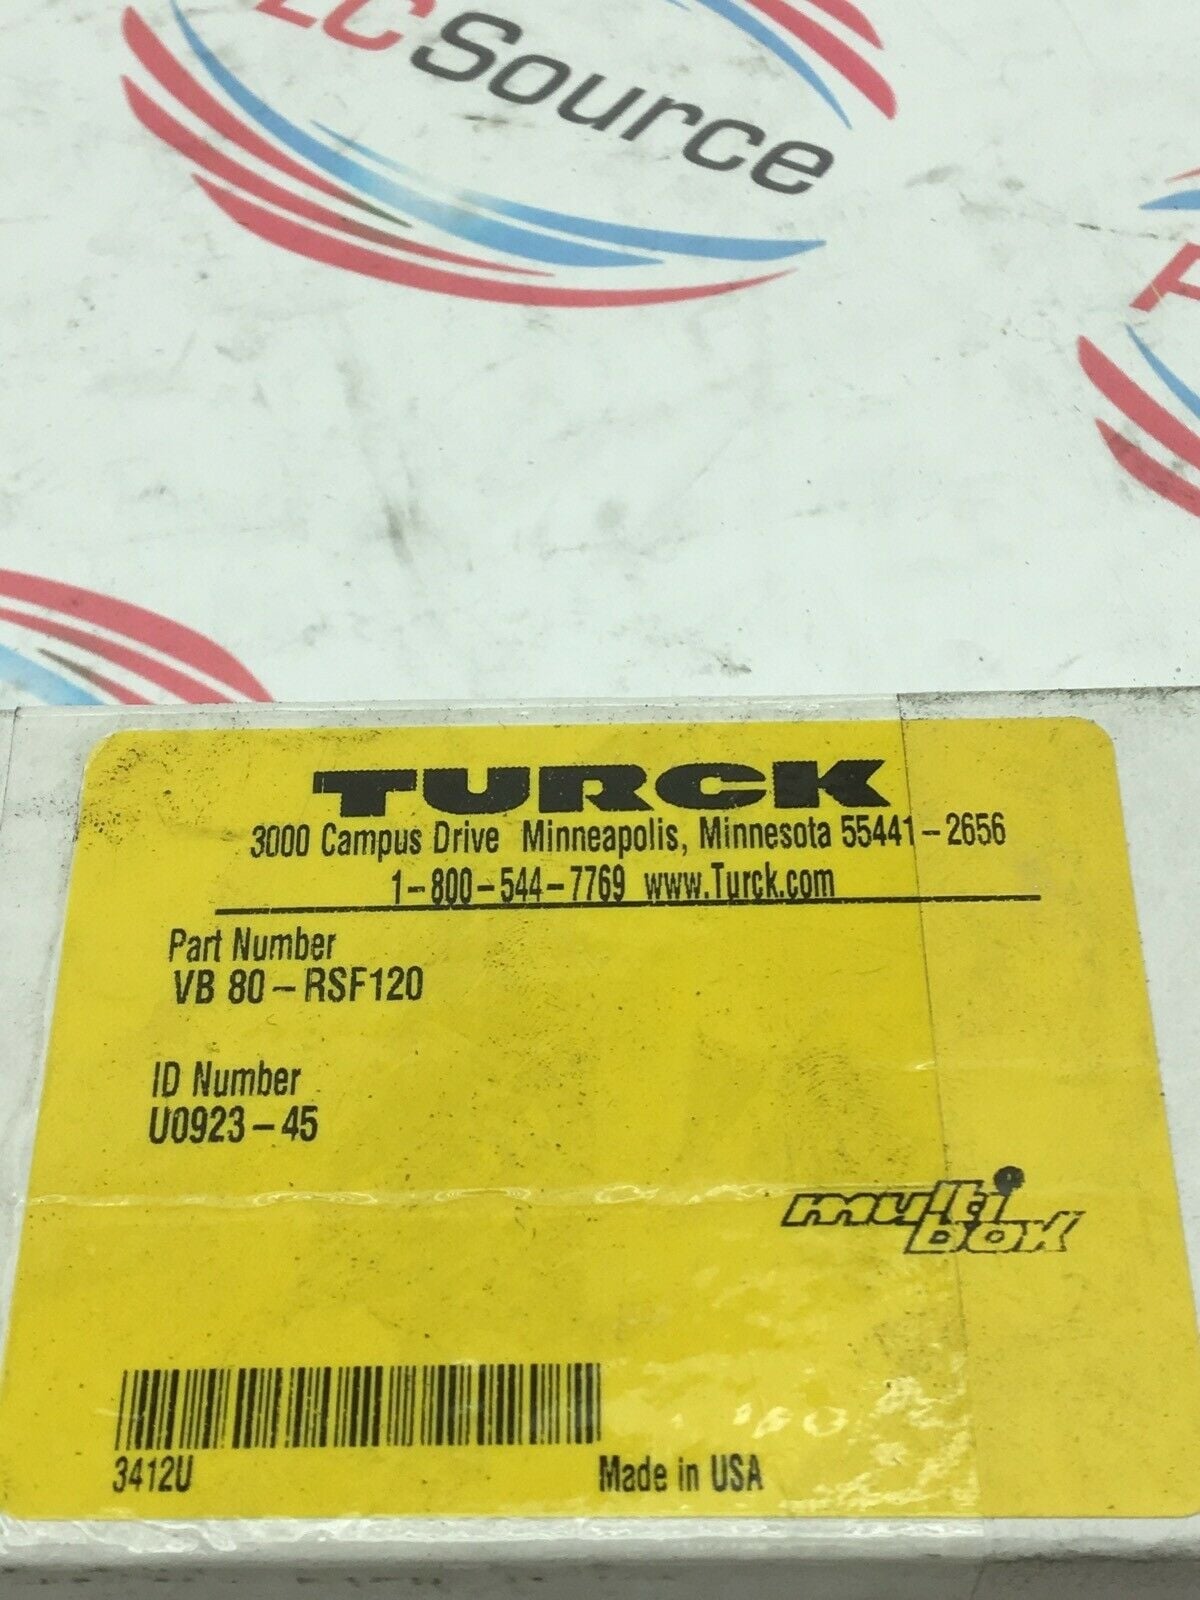 LCSource
P
TURCK
3000 Campus Drive Minneapolis, Minnesota 55441-2656
1-800-544-7769 www.Turck.com
Part Number
VB 80-RSF120
ID Number
U0923-45
multi
box
3412U
Made in USA